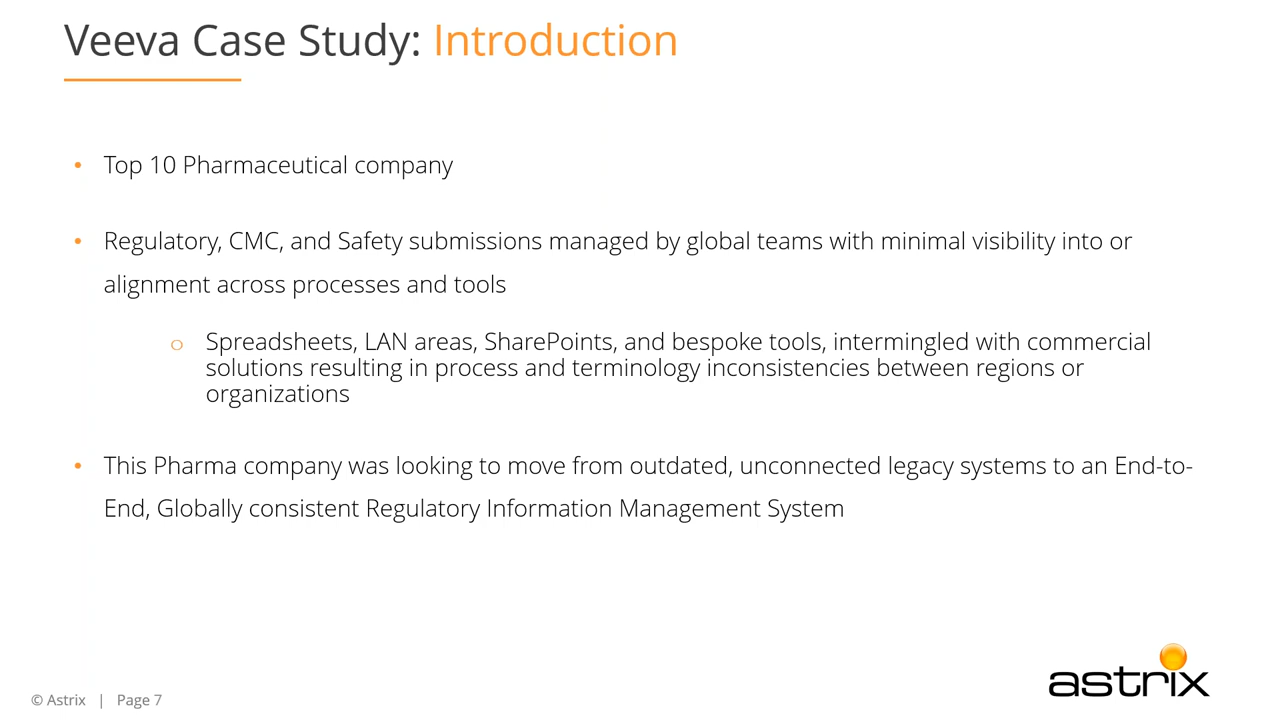 Veeva Case Study: Introduction
• Top 10 Pharmaceutical company
• Regulatory, CMC, and Safety submissions managed by global teams with minimal visibility into or
alignment across processes and tools
o Spreadsheets, LAN areas, SharePoints, and bespoke tools, intermingled with commercial
solutions resulting in process and terminology inconsistencies between regions or
organizations
• This Pharma company was looking to move from outdated, unconnected legacy systems to an End-to-
End, Globally consistent Regulatory Information Management System
© Astrix | Page 7
astrix